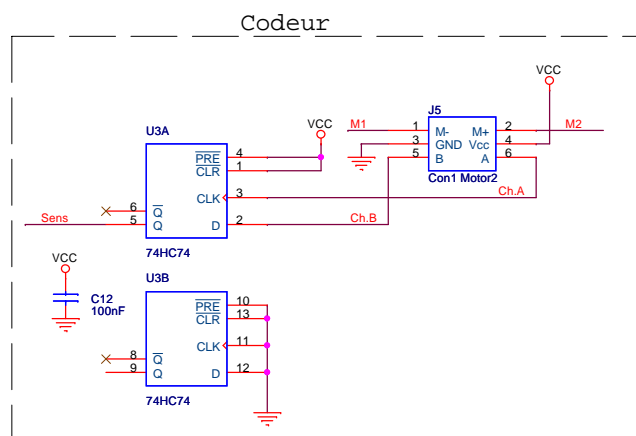 Codeur
VCC
J5
M1 1 M- M+ 2 M2
3 GND Vcc 4
5 B A 6
Con1 Motor2
Ch.A
Ch.B
U3A
VCC
PRE 4
CLR 1
CLK 3
6 Q
Sens 5 Q D 2
74HC74
VCC
C12
100nF
U3B
PRE 10
CLR 13
CLK 11
8 Q
9 Q D 12
74HC74